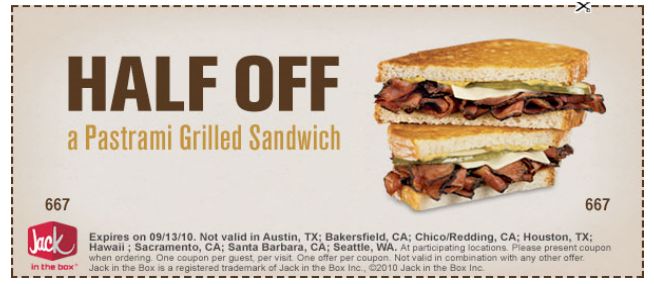 HALF OFF
a Pastrami Grilled Sandwich
667
667
Jack
in the box
Expires on 09/13/10. Not valid in Austin, TX; Bakersfield, CA; Chico/Redding, CA; Houston, TX;
Hawaii ; Sacramento, CA; Santa Barbara, CA; Seattle, WA. At participating locations. Please present coupon
when ordering. One coupon per guest, per visit. One offer per coupon. Not valid in combination with any other offer.
Jack in the Box is a registered trademark of Jack in the Box Inc., ©2010 Jack in the Box Inc.